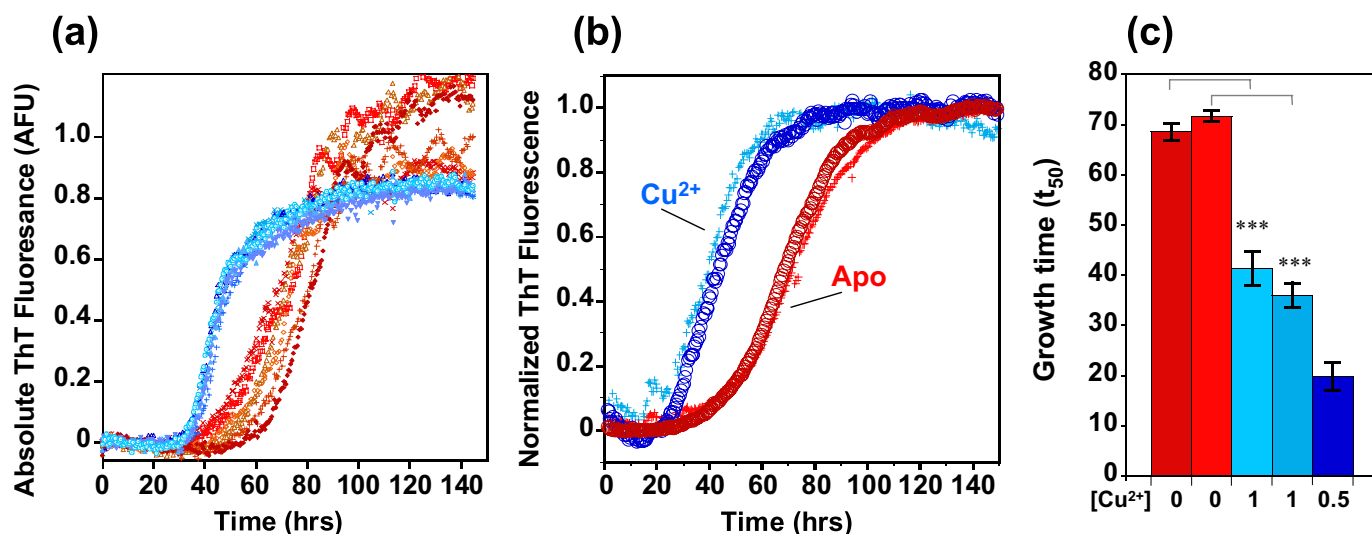 (a)
Absolute ThT Fluoresance (AFU)
1.0
0.8
0.6
0.4
0.2
0
0 20 40 60 80 100 120 140
Time (hrs)
(b)
Normalized ThT Fluorescence
1.0
0.8
0.6
0.4
0.2
0
Cu²⁺
Apo
0 20 40 60 80 100 120 140
Time (hrs)
(c)
Growth time (t₅₀)
80
70
60
50
40
30
20
10
0
***
***
[Cu²⁺] 0 0 1 1 0.5